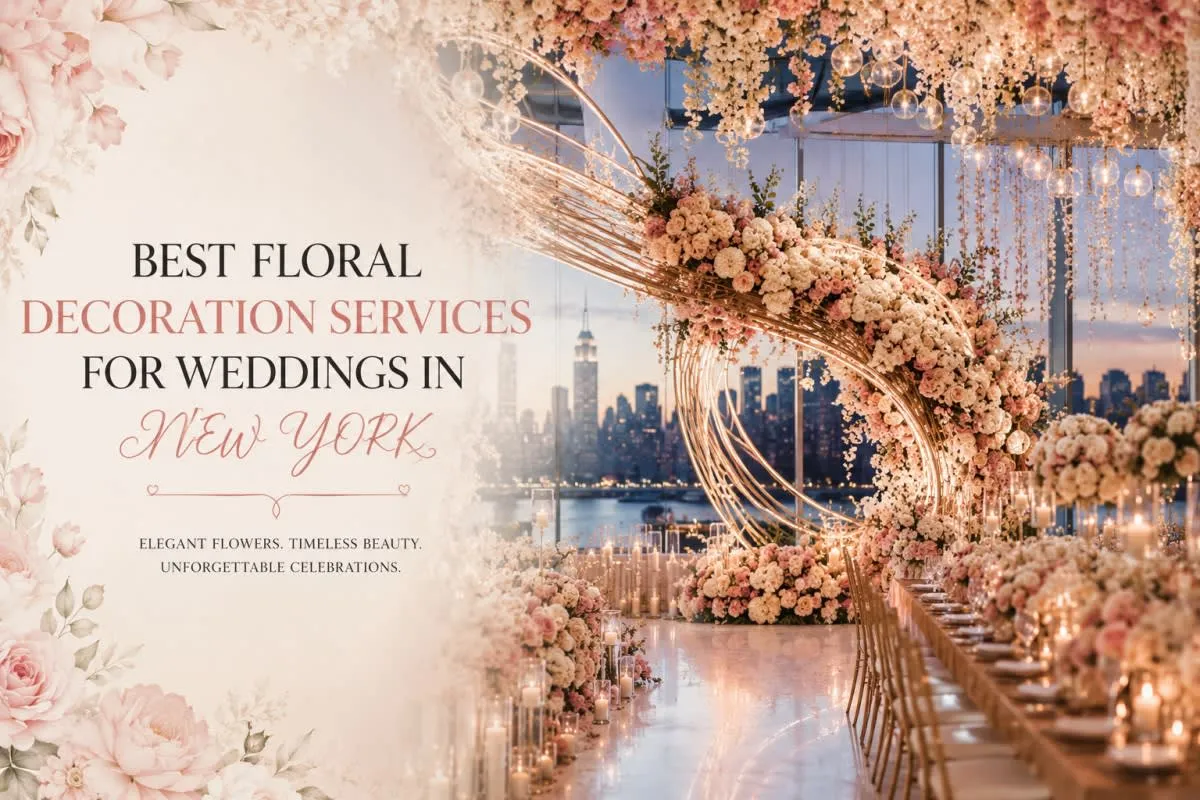 BEST FLORAL
DECORATION SERVICES
FOR WEDDINGS IN
NEW YORK
ELEGANT FLOWERS. TIMELESS BEAUTY.
UNFORGETTABLE CELEBRATIONS.